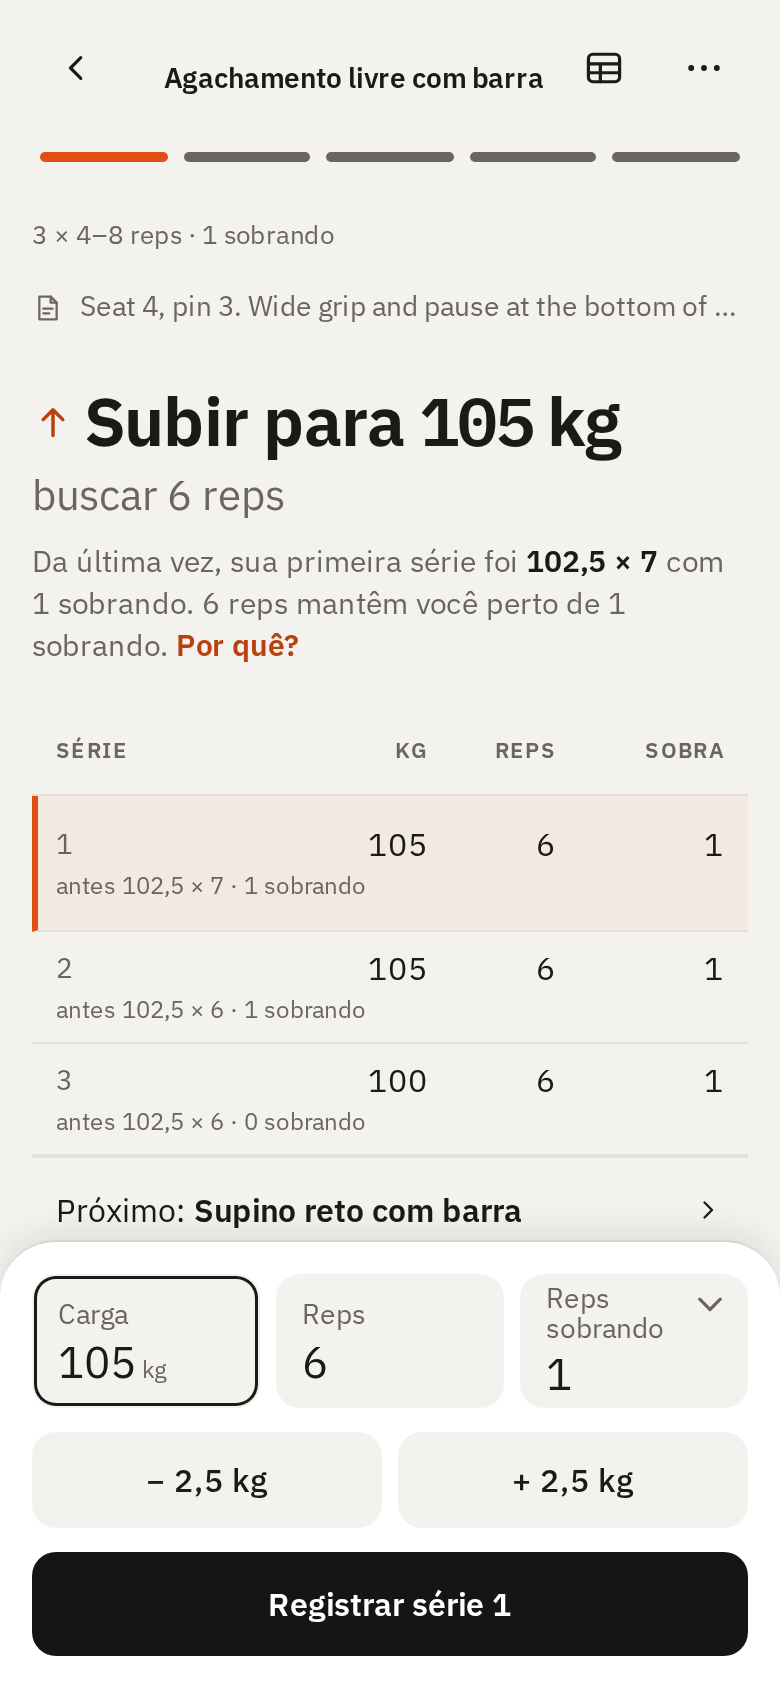 Agachamento livre com barra
3 × 4–8 reps · 1 sobrando
Seat 4, pin 3. Wide grip and pause at the bottom of ...
↑ Subir para 105 kg
buscar 6 reps
Da última vez, sua primeira série foi 102,5 × 7 com
1 sobrando. 6 reps mantêm você perto de 1
sobrando. Por quê?
SÉRIE KG REPS SOBRA
1 105 6 1
antes 102,5 × 7 · 1 sobrando
2 105 6 1
antes 102,5 × 6 · 1 sobrando
3 100 6 1
antes 102,5 × 6 · 0 sobrando
Próximo: Supino reto com barra
Carga
105 kg
Reps
6
Reps
sobrando
1
− 2,5 kg
+ 2,5 kg
Registrar série 1